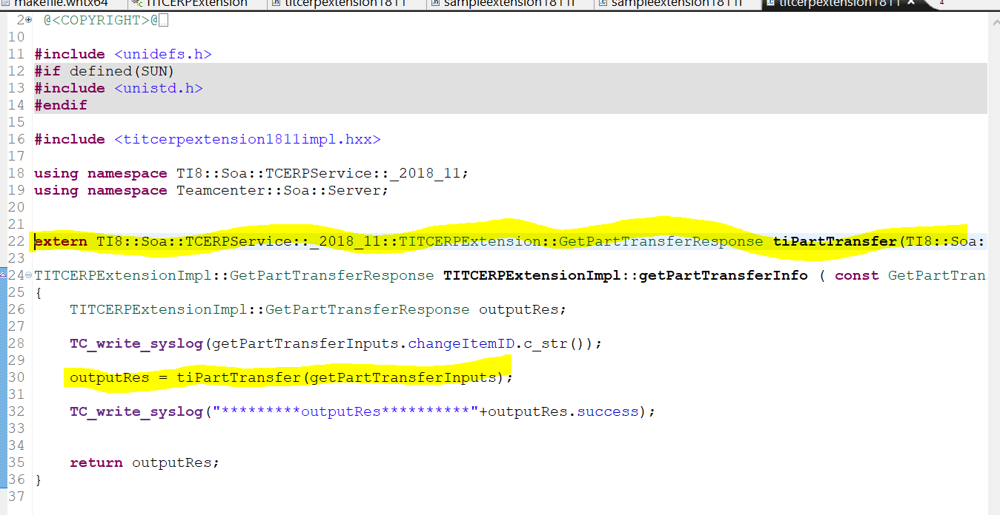 makefile.wntx64 TITCERPExtension titcerpextension1811 sampleextension1811i sampleextension1811i titcerpextension1811 4
2 @<COPYRIGHT>@
10
11 #include <unidefs.h>
12 #if defined(SUN)
13 #include <unistd.h>
14 #endif
15
16 #include <titcerpextension1811impl.hxx>
17
18 using namespace TI8::Soa::TCERPService::_2018_11;
19 using namespace Teamcenter::Soa::Server;
20
21
22 extern TI8::Soa::TCERPService::_2018_11::TITCERPExtension::GetPartTransferResponse tiPartTransfer(TI8::Soa:
23
24 TITCERPExtensionImpl::GetPartTransferResponse TITCERPExtensionImpl::getPartTransferInfo ( const GetPartTran
25 {
26 TITCERPExtensionImpl::GetPartTransferResponse outputRes;
27
28 TC_write_syslog(getPartTransferInputs.changeItemID.c_str());
29
30 outputRes = tiPartTransfer(getPartTransferInputs);
31
32 TC_write_syslog("*********outputRes**********"+outputRes.success);
33
34
35 return outputRes;
36 }
37